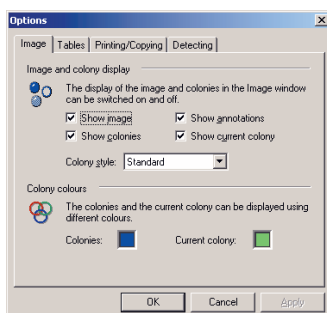 Options
Image Tables Printing/Copying Detecting
Image and colony display
The display of the image and colonies in the Image window
can be switched on and off.
Show image Show annotations
Show colonies Show current colony
Colony style: Standard
Colony colours
The colonies and the current colony can be displayed using
different colours.
Colonies: Current colony:
OK Cancel Apply